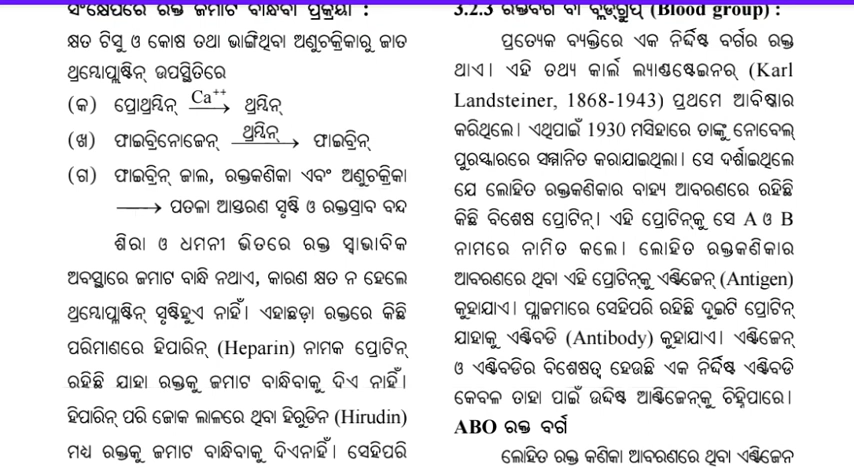 ସଂକ୍ଷେପରେ ରକ୍ତ ଜମାଟ ବାନ୍ଧିବା ପ୍ରକ୍ରିୟା :
କ୍ଷତ ଟିସୁ ଓ କୋଷ ତଥା ଭାଙ୍ଗିଥିବା ଅଣୁଚକ୍ରିକାରୁ ଜାତ
ଥ୍ରମ୍ବୋପ୍ଲାଷ୍ଟିନ୍ ଉପସ୍ଥିତିରେ
(କ) ପ୍ରୋଥ୍ରମ୍ବିନ୍ Ca++ ⟶ ଥ୍ରମ୍ବିନ୍
(ଖ) ଫାଇବ୍ରିନୋଜେନ୍ ଥ୍ରମ୍ବିନ୍ ⟶ ଫାଇବ୍ରିନ୍
(ଗ) ଫାଇବ୍ରିନ୍ ଜାଲ, ରକ୍ତକଣିକା ଏବଂ ଅଣୁଚକ୍ରିକା
⟶ ପତଳା ଆସ୍ତରଣ ସୃଷ୍ଟି ଓ ରକ୍ତସ୍ରାବ ବନ୍ଦ
ଶିରା ଓ ଧମନୀ ଭିତରେ ରକ୍ତ ସ୍ୱାଭାବିକ
ଅବସ୍ଥାରେ ଜମାଟ ବାନ୍ଧି ନଥାଏ, କାରଣ କ୍ଷତ ନ ହେଲେ
ଥ୍ରମ୍ବୋପ୍ଲାଷ୍ଟିନ୍ ସୃଷ୍ଟିହୁଏ ନାହିଁ। ଏହାଛଡ଼ା ରକ୍ତରେ କିଛି
ପରିମାଣରେ ହିପାରିନ୍ (Heparin) ନାମକ ପ୍ରୋଟିନ୍
ରହିଛି ଯାହା ରକ୍ତକୁ ଜମାଟ ବାନ୍ଧିବାକୁ ଦିଏ ନାହିଁ।
ହିପାରିନ୍ ପରି ଜୋକ ଲାଳରେ ଥିବା ହିରୁଡିନ (Hirudin)
ମଧ୍ୟ ରକ୍ତକୁ ଜମାଟ ବାନ୍ଧିବାକୁ ଦିଏନାହିଁ। ସେହିପରି
3.2.3 ରକ୍ତବର୍ଗ ବା ବ୍ଲଡ୍‌ଗ୍ରୁପ୍ (Blood group) :
ପ୍ରତ୍ୟେକ ବ୍ୟକ୍ତିରେ ଏକ ନିର୍ଦ୍ଦିଷ୍ଟ ବର୍ଗର ରକ୍ତ
ଥାଏ। ଏହି ତଥ୍ୟ କାର୍ଲ ଲ୍ୟାଣ୍ଡଷ୍ଟେଇନର୍ (Karl
Landsteiner, 1868-1943) ପ୍ରଥମେ ଆବିଷ୍କାର
କରିଥିଲେ। ଏଥିପାଇଁ 1930 ମସିହାରେ ତାଙ୍କୁ ନୋବେଲ୍
ପୁରସ୍କାରରେ ସମ୍ମାନିତ କରାଯାଇଥିଲା। ସେ ଦର୍ଶାଇଥିଲେ
ଯେ ଲୋହିତ ରକ୍ତକଣିକାର ବାହ୍ୟ ଆବରଣରେ ରହିଛି
କିଛି ବିଶେଷ ପ୍ରୋଟିନ୍। ଏହି ପ୍ରୋଟିନ୍‌କୁ ସେ A ଓ B
ନାମରେ ନାମିତ କଲେ। ଲୋହିତ ରକ୍ତକଣିକାର
ଆବରଣରେ ଥିବା ଏହି ପ୍ରୋଟିନ୍‌କୁ ଏଣ୍ଟିଜେନ୍ (Antigen)
କୁହାଯାଏ। ପ୍ଲାଜମାରେ ସେହିପରି ରହିଛି ଦୁଇଟି ପ୍ରୋଟିନ୍
ଯାହାକୁ ଏଣ୍ଟିବଡି (Antibody) କୁହାଯାଏ। ଏଣ୍ଟିଜେନ୍
ଓ ଏଣ୍ଟିବଡିର ବିଶେଷତ୍ୱ ହେଉଛି ଏକ ନିର୍ଦ୍ଦିଷ୍ଟ ଏଣ୍ଟିବଡି
କେବଳ ତାହା ପାଇଁ ଉଦ୍ଦିଷ୍ଟ ଆଣ୍ଟିଜେନ୍‌କୁ ଚିହ୍ନିପାରେ।
ABO ରକ୍ତ ବର୍ଗ
ଲୋହିତ ରକ୍ତ କଣିକା ଆବରଣରେ ଥିବା ଏଣ୍ଟିଜେନ